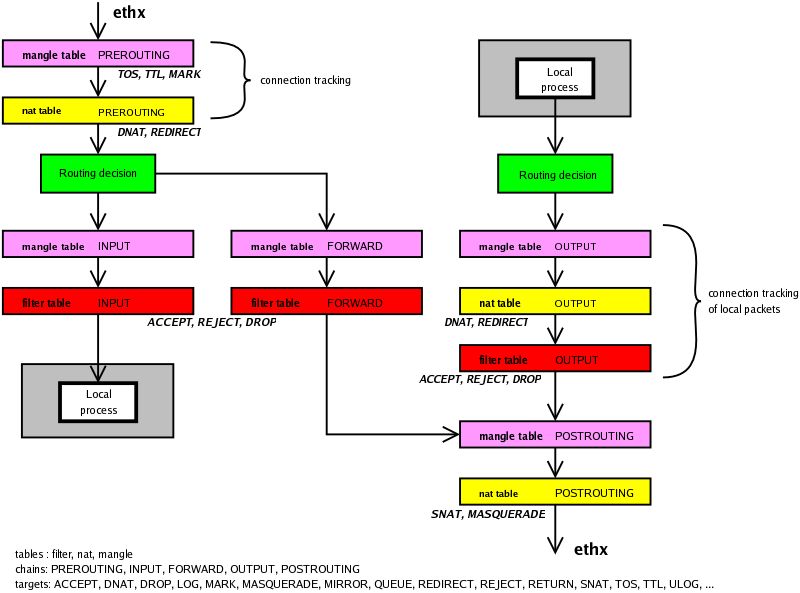 ethx
mangle table PREROUTING
TOS, TTL, MARK
connection tracking
nat table PREROUTING
DNAT, REDIRECT
Routing decision
mangle table INPUT
filter table INPUT
Local
process
mangle table FORWARD
filter table FORWARD
ACCEPT, REJECT, DROP
Local
process
Routing decision
mangle table OUTPUT
nat table OUTPUT
DNAT, REDIRECT
filter table OUTPUT
ACCEPT, REJECT, DROP
connection tracking
of local packets
mangle table POSTROUTING
nat table POSTROUTING
SNAT, MASQUERADE
ethx
tables : filter, nat, mangle
chains: PREROUTING, INPUT, FORWARD, OUTPUT, POSTROUTING
targets: ACCEPT, DNAT, DROP, LOG, MARK, MASQUERADE, MIRROR, QUEUE, REDIRECT, REJECT, RETURN, SNAT, TOS, TTL, ULOG, ...